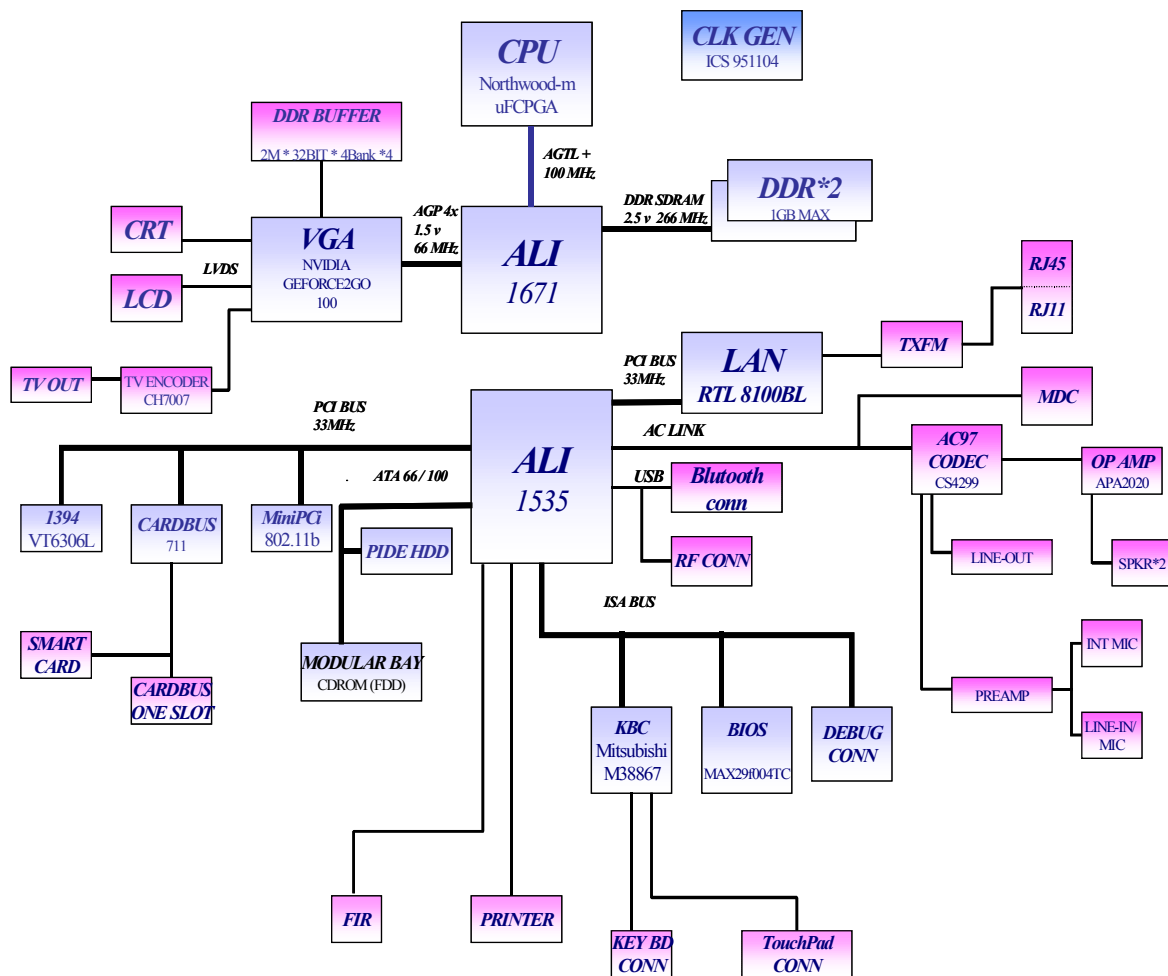 CPU
Northwood-m
uFCPGA
CLK GEN
ICS 951104
DDR BUFFER
2M * 32BIT * 4Bank *4
AGTL +
100 MHz
DDR SDRAM
2.5 v 266 MHz
DDR*2
1GB MAX
CRT
LVDS
LCD
VGA
NVIDIA
GEFORCE2GO
100
AGP 4x
1.5 v
66 MHz
ALI
1671
RJ45
RJ11
TXFM
TV OUT
TV ENCODER
CH7007
PCI BUS
33MHz
LAN
RTL 8100BL
MDC
PCI BUS
33MHz
ATA 66 / 100
ALI
1535
AC LINK
USB
Blutooth
conn
RF CONN
AC97
CODEC
CS4299
OP AMP
APA2020
1394
VT6306L
CARDBUS
711
MiniPCi
802.11b
PIDE HDD
LINE-OUT
SPKR*2
ISA BUS
SMART
CARD
CARDBUS
ONE SLOT
MODULAR BAY
CDROM (FDD)
INT MIC
PREAMP
LINE-IN/
MIC
KBC
Mitsubishi
M38867
BIOS
MAX29f004TC
DEBUG
CONN
FIR
PRINTER
KEY BD
CONN
TouchPad
CONN